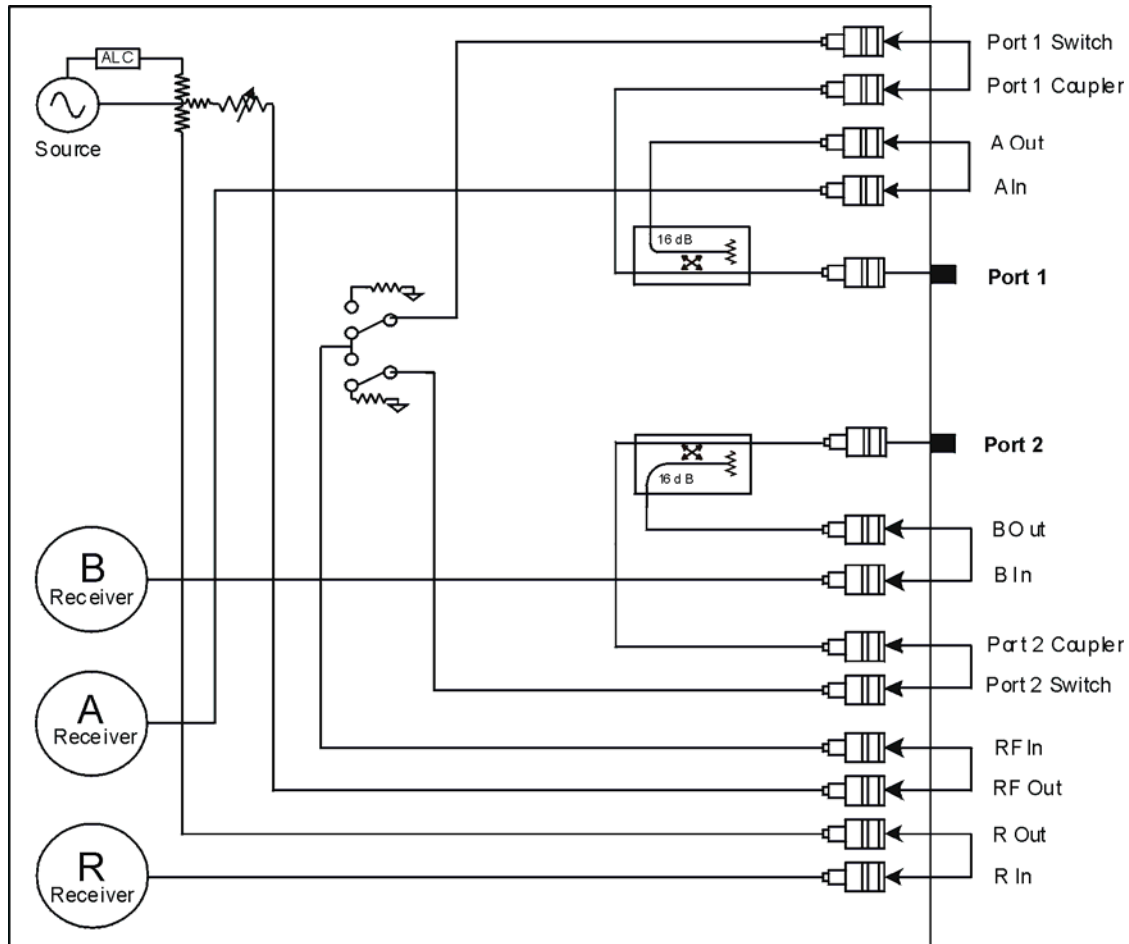 ALC
Source
Port 1 Switch
Port 1 Coupler
A Out
A In
16 dB
Port 1
Port 2
16 dB
B Out
B In
B
Receiver
Port 2 Coupler
Port 2 Switch
A
Receiver
RF In
RF Out
R Out
R In
R
Receiver